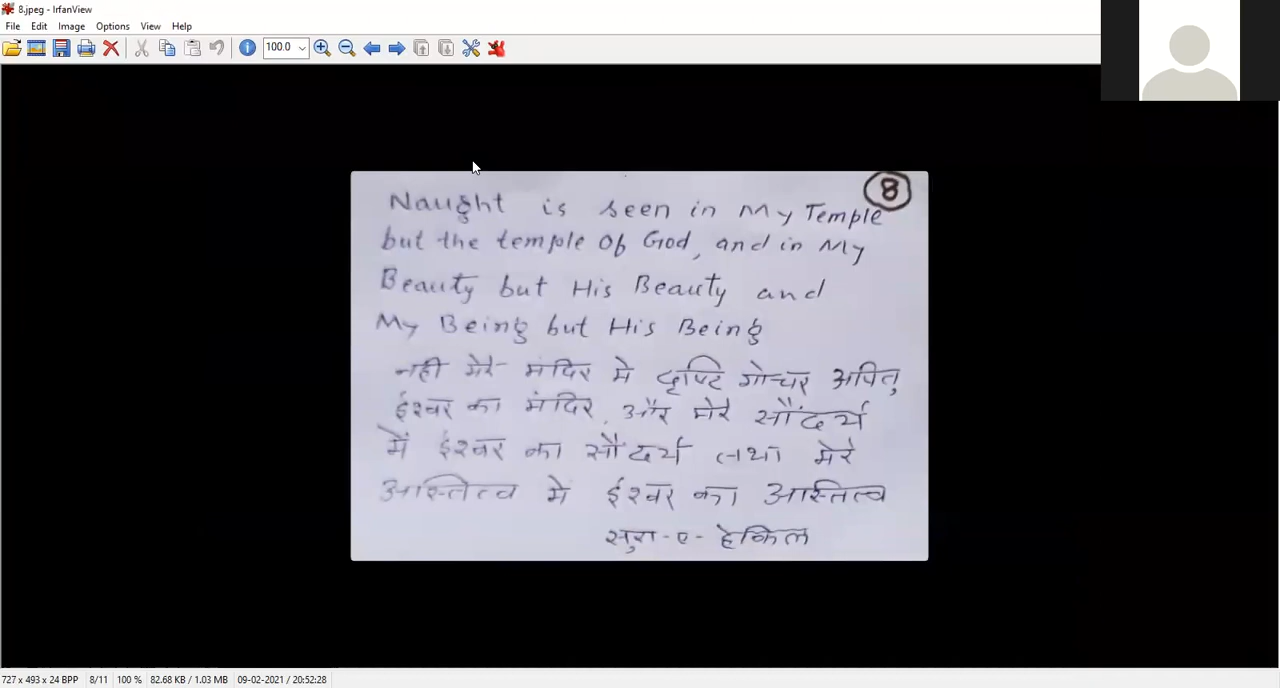 8.jpeg - IrfanView
File Edit Image Options View Help
100.0
8
Naught is seen in My Temple
but the temple of God, and in My
Beauty but His Beauty and
My Being but His Being
नही मेरे मंदिर मे दृष्टि गोचर अपितु
ईश्वर का मंदिर, और मेरे सौंदर्य
में ईश्वर का सौंदर्य तथा मेरे
अस्तित्व मे ईश्वर का अस्तित्व
सुरा-ए-हेकिल
727 x 493 x 24 BPP 8/11 100 % 82.68 KB / 1.03 MB 09-02-2021 / 20:52:28